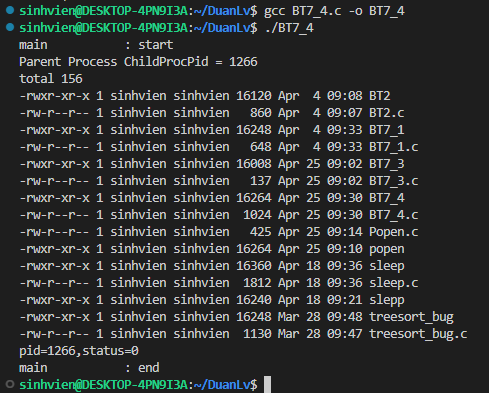 sinhvien@DESKTOP-4PN9I3A:~/DuanLv$ gcc BT7_4.c -o BT7_4
sinhvien@DESKTOP-4PN9I3A:~/DuanLv$ ./BT7_4
main           : start
Parent Process ChildProcPid = 1266
total 156
-rwxr-xr-x 1 sinhvien sinhvien 16120 Apr  4 09:08 BT2
-rw-r--r-- 1 sinhvien sinhvien   860 Apr  4 09:07 BT2.c
-rwxr-xr-x 1 sinhvien sinhvien 16248 Apr  4 09:33 BT7_1
-rw-r--r-- 1 sinhvien sinhvien   648 Apr  4 09:33 BT7_1.c
-rwxr-xr-x 1 sinhvien sinhvien 16008 Apr 25 09:02 BT7_3
-rw-r--r-- 1 sinhvien sinhvien   137 Apr 25 09:02 BT7_3.c
-rwxr-xr-x 1 sinhvien sinhvien 16264 Apr 25 09:30 BT7_4
-rw-r--r-- 1 sinhvien sinhvien  1024 Apr 25 09:30 BT7_4.c
-rw-r--r-- 1 sinhvien sinhvien   425 Apr 25 09:14 Popen.c
-rwxr-xr-x 1 sinhvien sinhvien 16264 Apr 25 09:10 popen
-rwxr-xr-x 1 sinhvien sinhvien 16360 Apr 18 09:36 sleep
-rw-r--r-- 1 sinhvien sinhvien  1812 Apr 18 09:36 sleep.c
-rwxr-xr-x 1 sinhvien sinhvien 16240 Apr 18 09:21 slepp
-rwxr-xr-x 1 sinhvien sinhvien 16248 Mar 28 09:48 treesort_bug
-rw-r--r-- 1 sinhvien sinhvien  1130 Mar 28 09:47 treesort_bug.c
pid=1266,status=0
main           : end
sinhvien@DESKTOP-4PN9I3A:~/DuanLv$